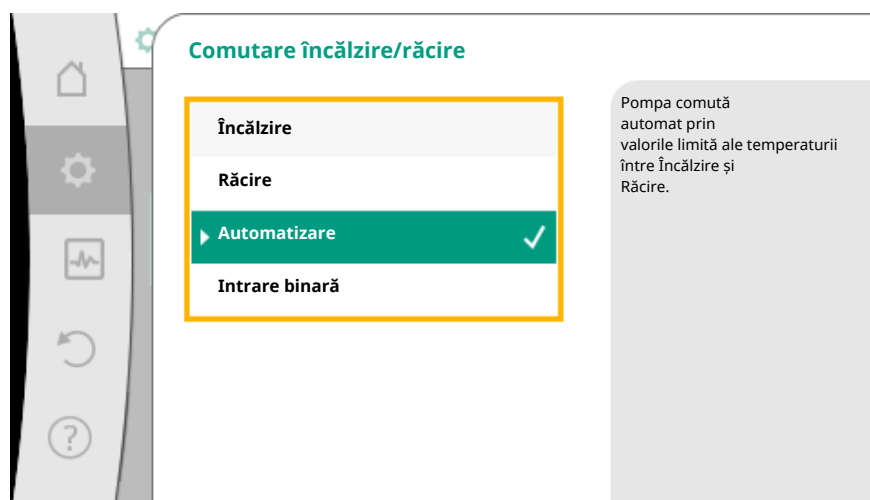 Comutare încălzire/răcire
Încălzire
Răcire
Automatizare
Intrare binară
Pompa comută
automat prin
valorile limită ale temperaturii
între Încălzire și
Răcire.
?